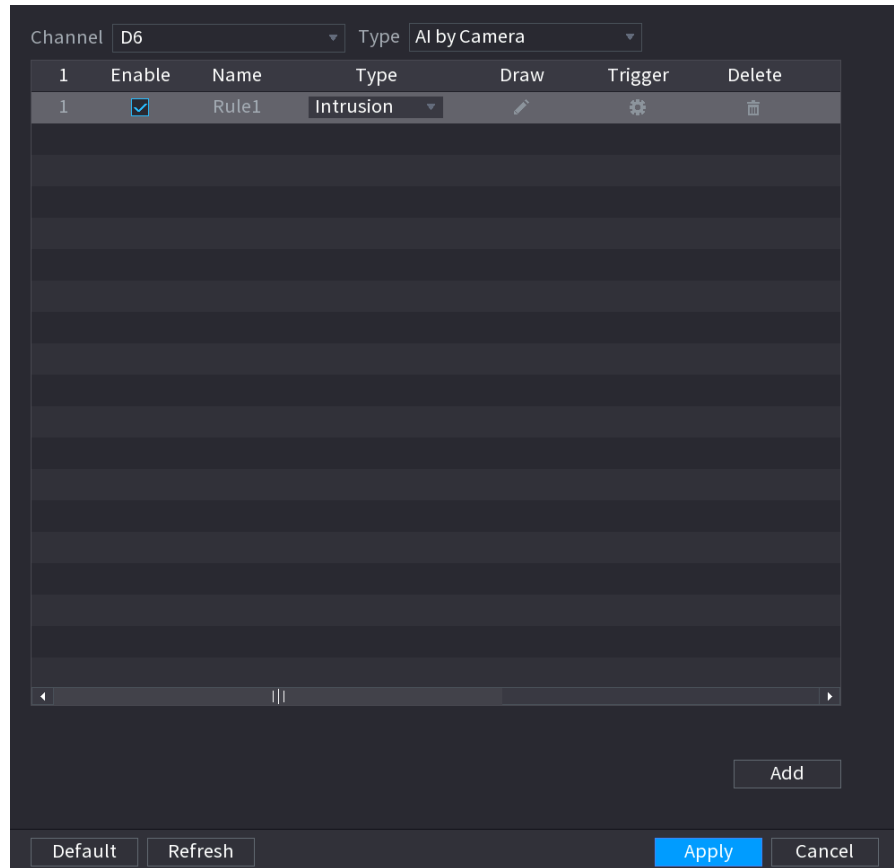 Channel D6 Type AI by Camera
1 Enable Name Type Draw Trigger Delete
1 Rule1 Intrusion
Add
Default Refresh Apply Cancel